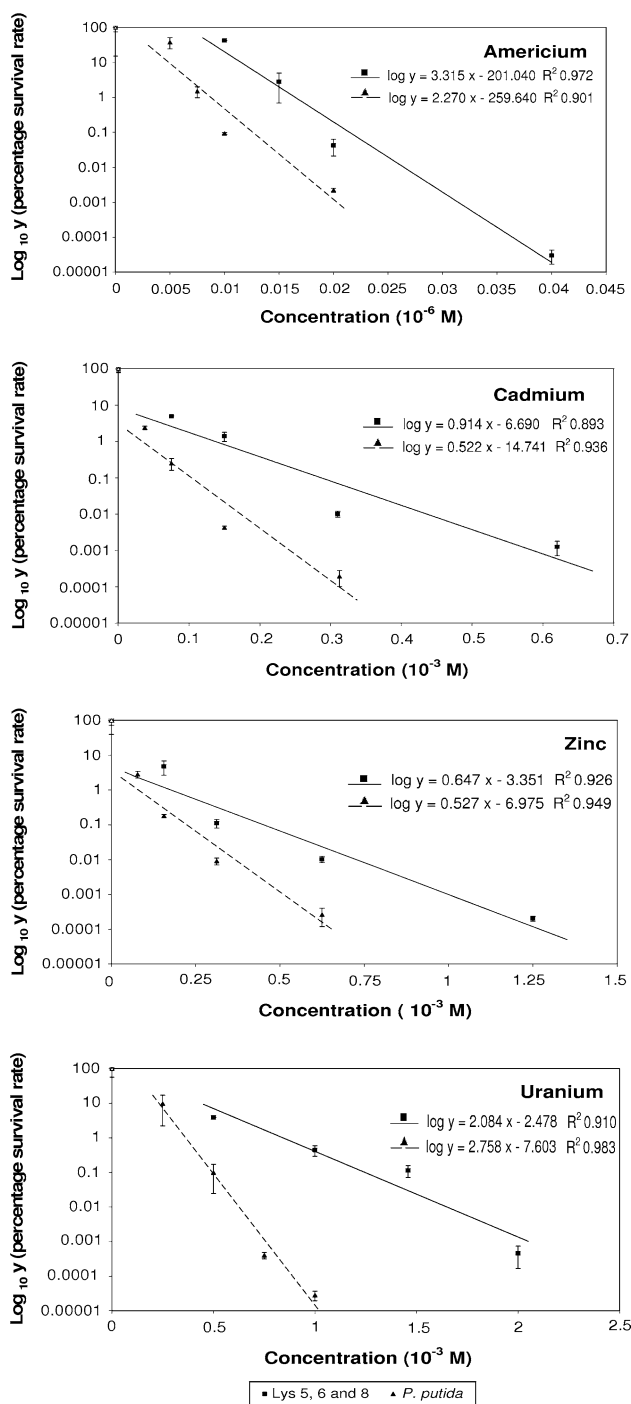 Log 10 y (percentage survival rate)
100
10
1
0.1
0.01
0.001
0.0001
0.00001
Americium
log y = 3.315 x - 201.040 R2 0.972
log y = 2.270 x - 259.640 R2 0.901
0 0.005 0.01 0.015 0.02 0.025 0.03 0.035 0.04 0.045
Concentration (10-6 M)
Log 10 y (percentage survival rate)
100
10
1
0.1
0.01
0.001
0.0001
0.00001
Cadmium
log y = 0.914 x - 6.690 R2 0.893
log y = 0.522 x - 14.741 R2 0.936
0 0.1 0.2 0.3 0.4 0.5 0.6 0.7
Concentration (10-3 M)
Log 10 y (percentage survival rate)
100
10
1
0.1
0.01
0.001
0.0001
0.00001
Zinc
log y = 0.647 x - 3.351 R2 0.926
log y = 0.527 x - 6.975 R2 0.949
0 0.25 0.5 0.75 1 1.25 1.5
Concentration ( 10-3 M)
Log 10 y (percentage survival rate)
100
10
1
0.1
0.01
0.001
0.0001
0.00001
Uranium
log y = 2.084 x - 2.478 R2 0.910
log y = 2.758 x - 7.603 R2 0.983
0 0.5 1 1.5 2 2.5
Concentration (10-3 M)
Lys 5, 6 and 8 P. putida